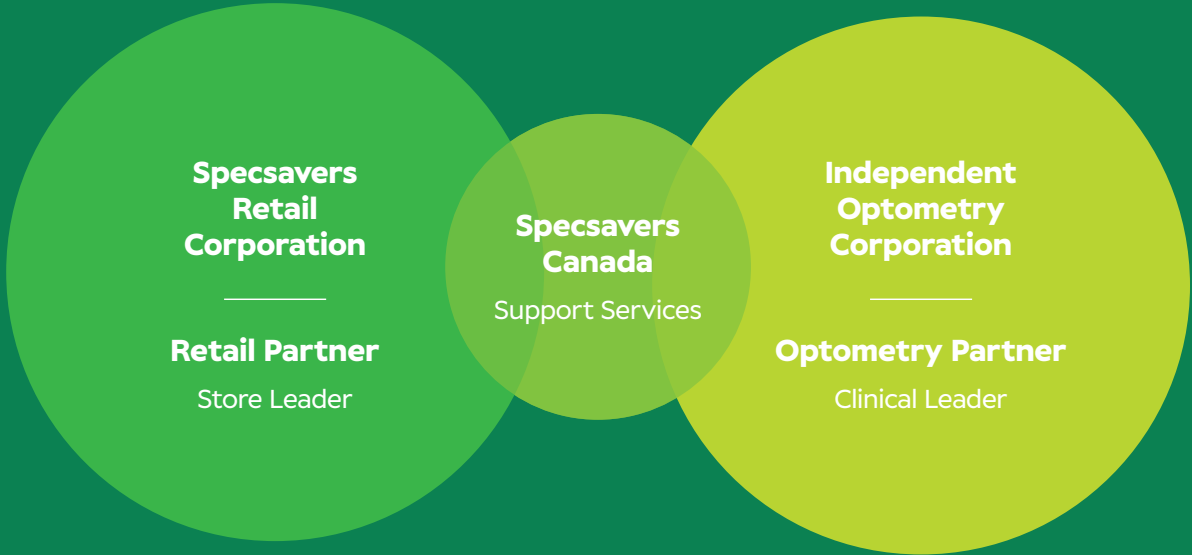 Specsavers
Retail
Corporation
Retail Partner
Store Leader
Specsavers
Canada
Support Services
Independent
Optometry
Corporation
Optometry Partner
Clinical Leader